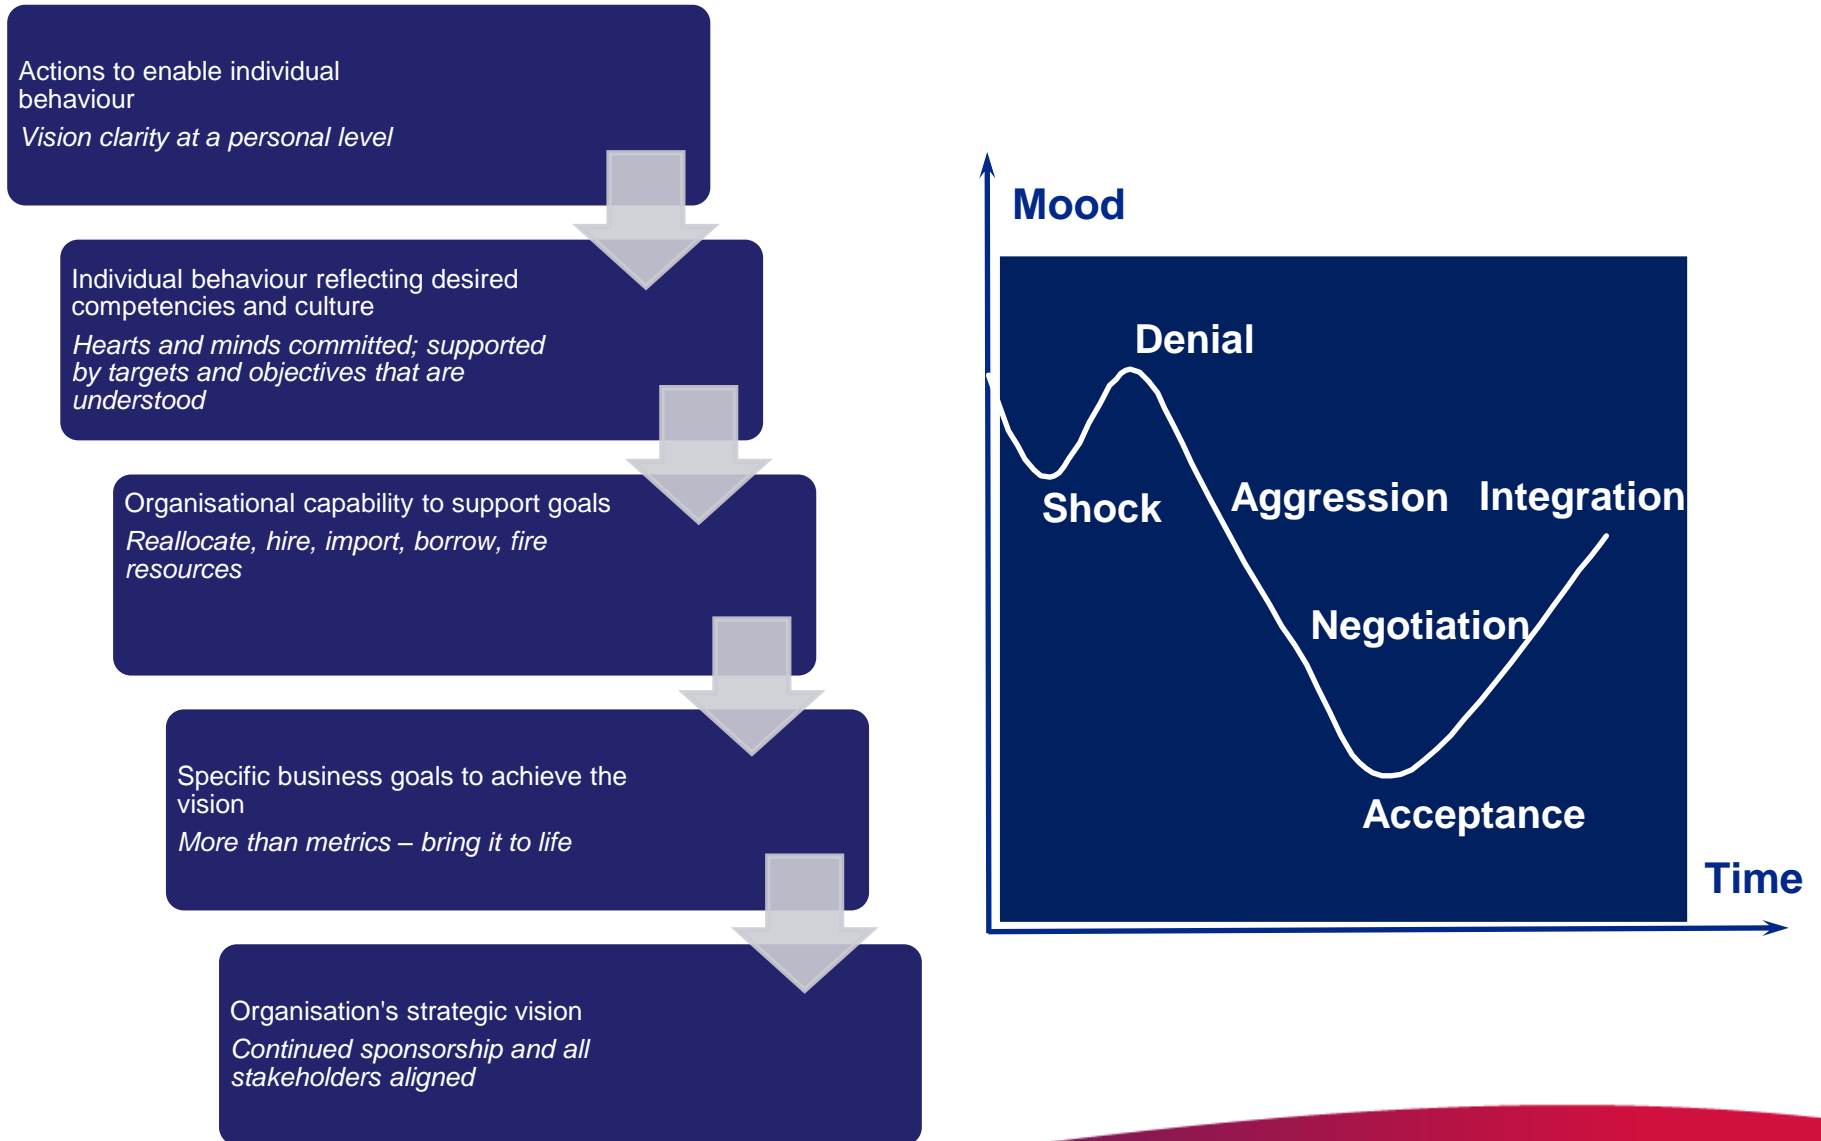 Actions to enable individual
behaviour
Vision clarity at a personal level
Individual behaviour reflecting desired
competencies and culture
Hearts and minds committed; supported
by targets and objectives that are
understood
Organisational capability to support goals
Reallocate, hire, import, borrow, fire
resources
Specific business goals to achieve the
vision
More than metrics – bring it to life
Organisation's strategic vision
Continued sponsorship and all
stakeholders aligned
Mood
Denial
Shock
Aggression
Integration
Negotiation
Acceptance
Time